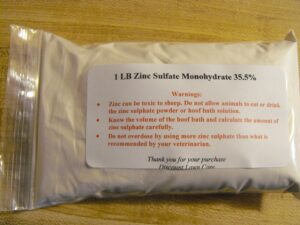 1 LB Zinc Sulfate Monohydrate 35.5%
Warnings:
Zinc can be toxic to sheep. Do not allow animals to eat or drink
the zinc sulphate powder or hoof bath solution.
Know the volume of the hoof bath and calculate the amount of
zinc sulphate carefully.
Do not overdose by using more zinc sulphate than what is
recommended by your veterinarian.
Thank you for your purchase
Discount Lawn Care